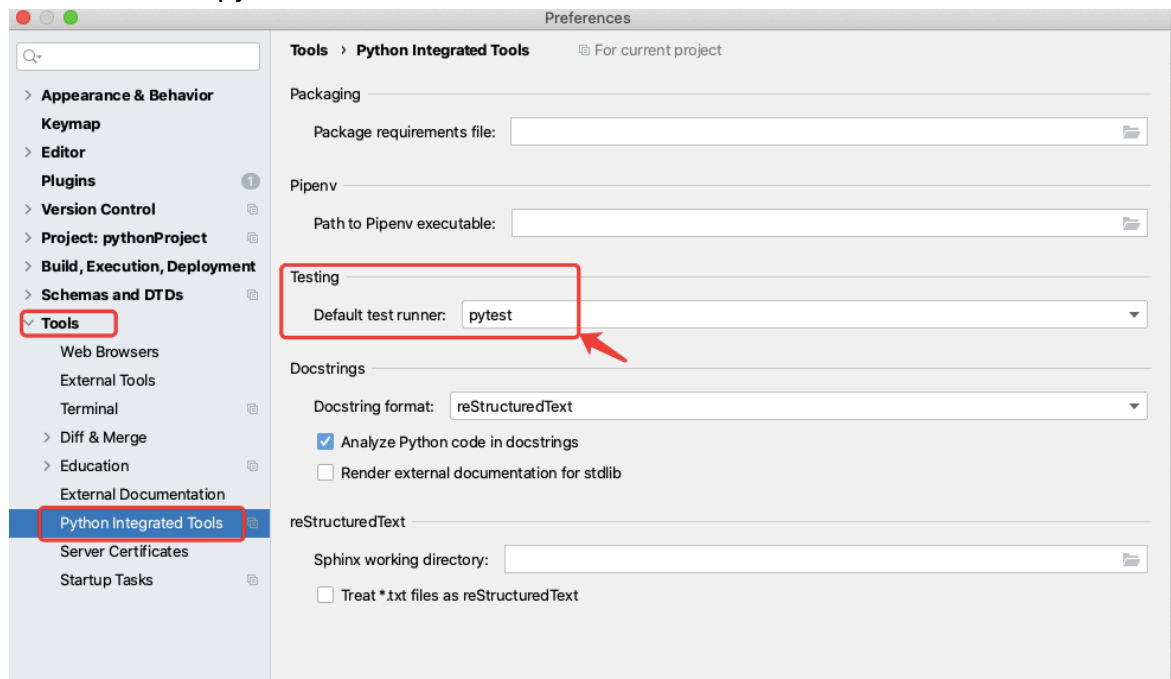 Preferences
Appearance & Behavior
Keymap
Editor
Plugins 1
Version Control
Project: pythonProject
Build, Execution, Deployment
Schemas and DTDs
Tools
Web Browsers
External Tools
Terminal
Diff & Merge
Education
External Documentation
Python Integrated Tools
Server Certificates
Startup Tasks
Tools › Python Integrated Tools For current project
Packaging
Package requirements file:
Pipenv
Path to Pipenv executable:
Testing
Default test runner: pytest
Docstrings
Docstring format: reStructuredText
Analyze Python code in docstrings
Render external documentation for stdlib
reStructuredText
Sphinx working directory:
Treat *.txt files as reStructuredText